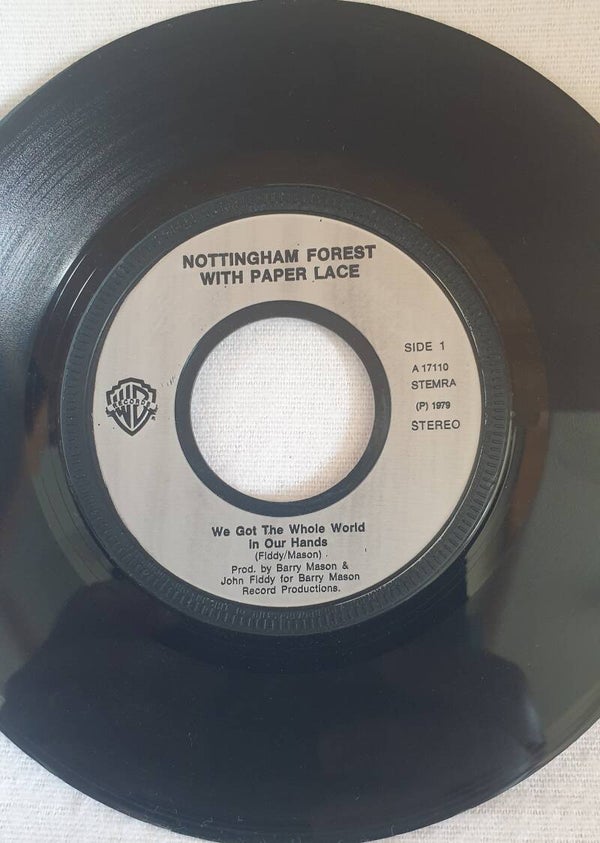 NOTTINGHAM FOREST
WITH PAPER LACE
SIDE 1
A 17110
STEMRA
(P) 1979
STEREO
RECORDS
We Got The Whole World
In Our Hands
(Fiddy/Mason)
Prod. by Barry Mason &
John Fiddy for Barry Mason
Record Productions.